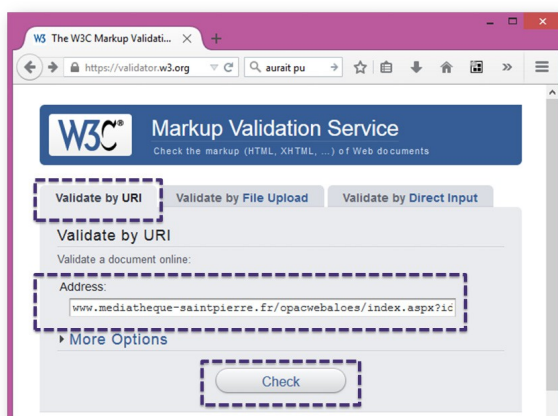 W3 The W3C Markup Validati...
https://validator.w3.org
aurait pu
W3C® Markup Validation Service
Check the markup (HTML, XHTML, ...) of Web documents
Validate by URI Validate by File Upload Validate by Direct Input
Validate by URI
Validate a document online:
Address:
www.mediatheque-saintpierre.fr/opacwebaloes/index.aspx?id
More Options
Check